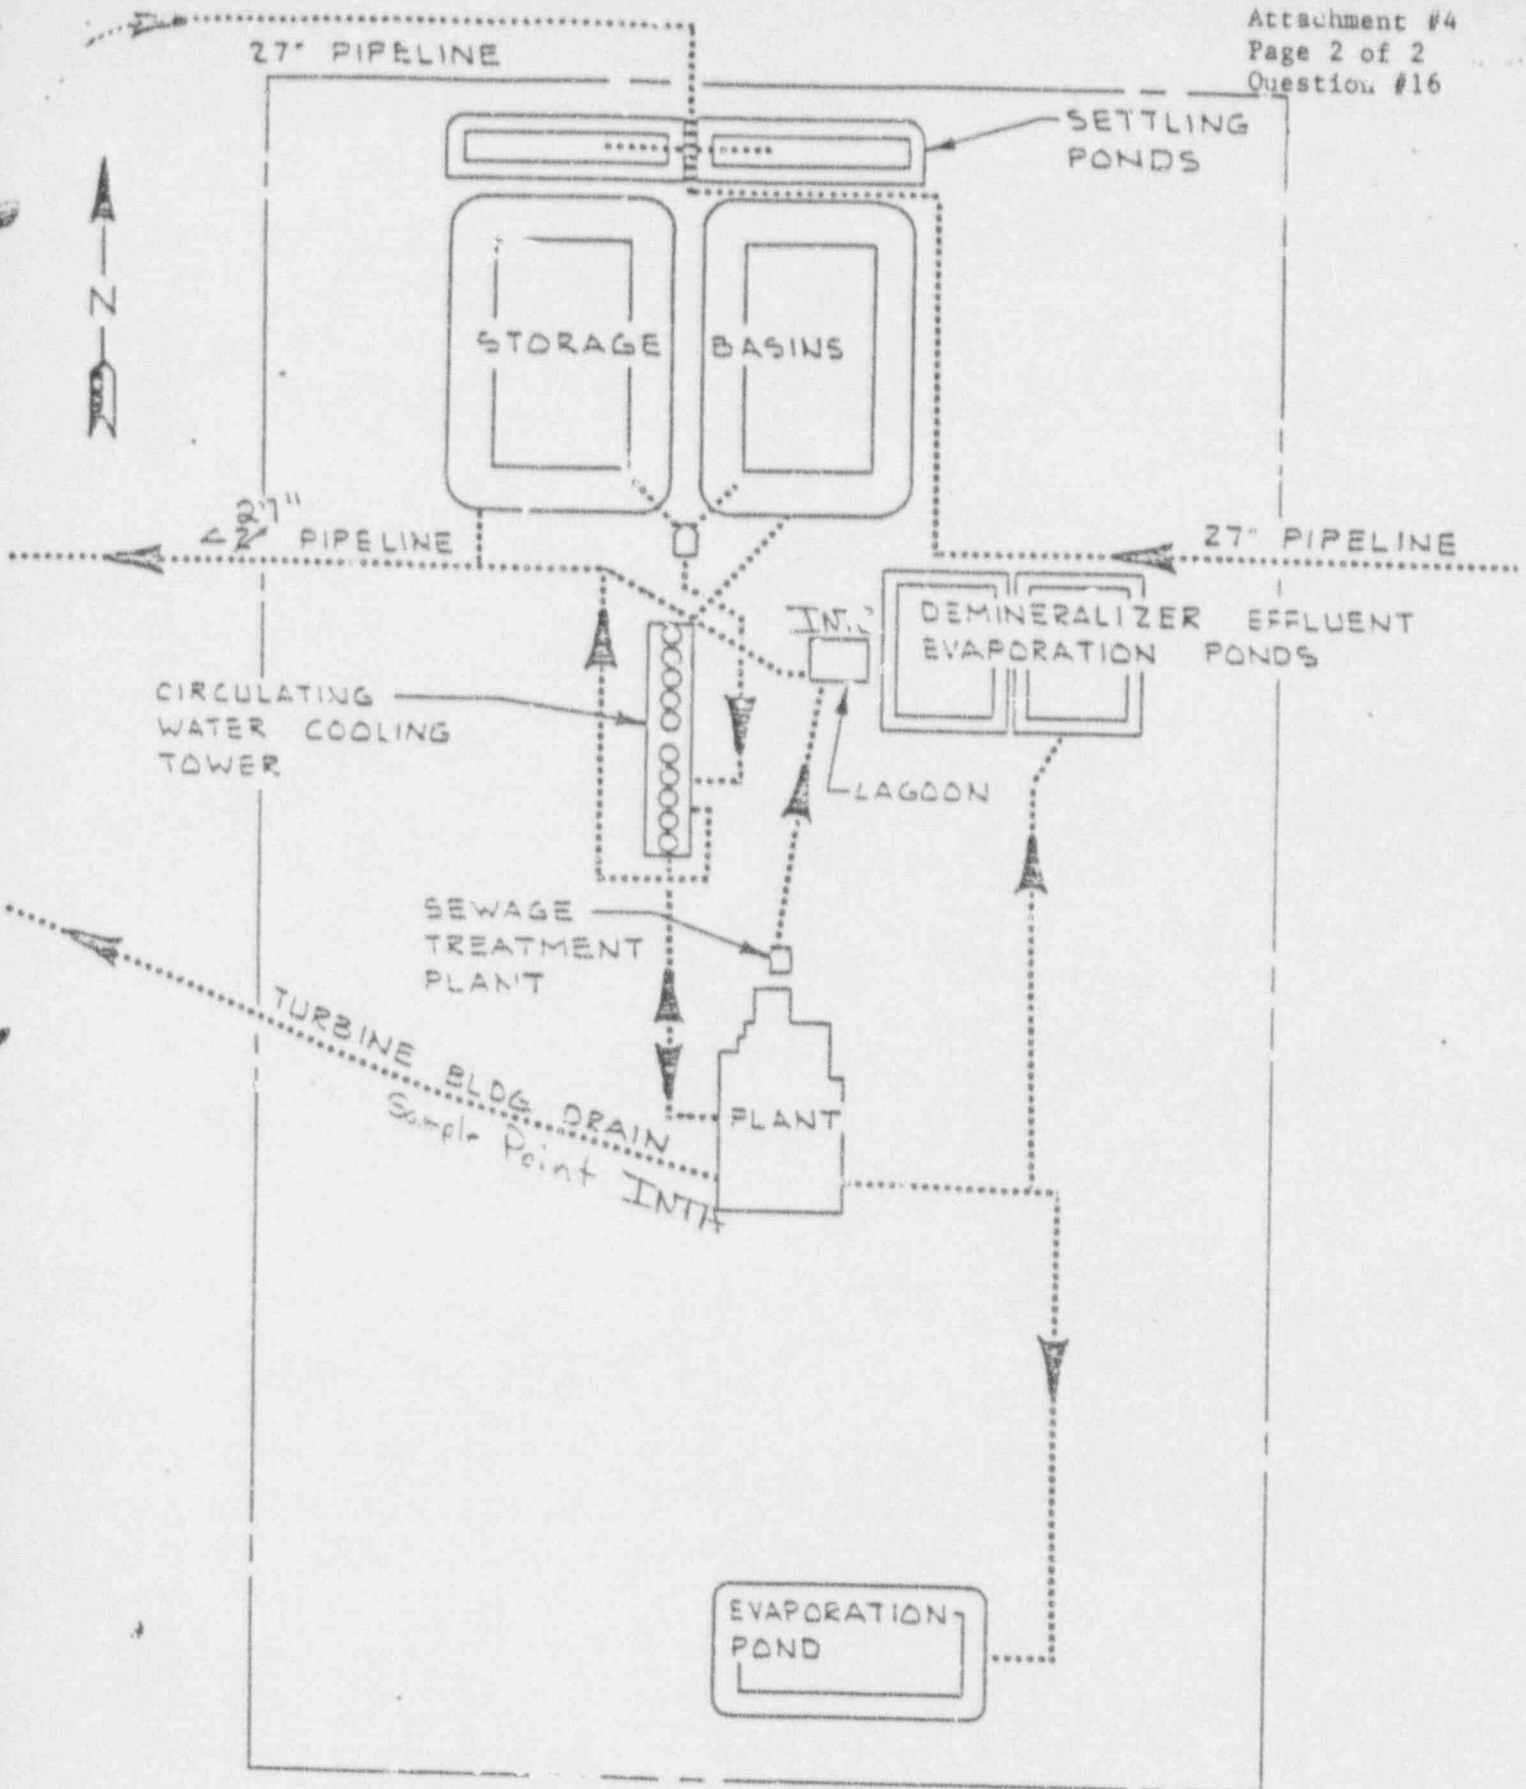 Attachment #4
Page 2 of 2
Question #16
27" PIPELINE
SETTLING
PONDS
N
STORAGE BASINS
27"
PIPELINE
27" PIPELINE
DEMINERALIZER EFFLUENT
EVAPORATION PONDS
CIRCULATING
WATER COOLING
TOWER
LAGOON
SEWAGE
TREATMENT
PLANT
TURBINE BLDG DRAIN
Sample Point INTA
PLANT
EVAPORATION
POND